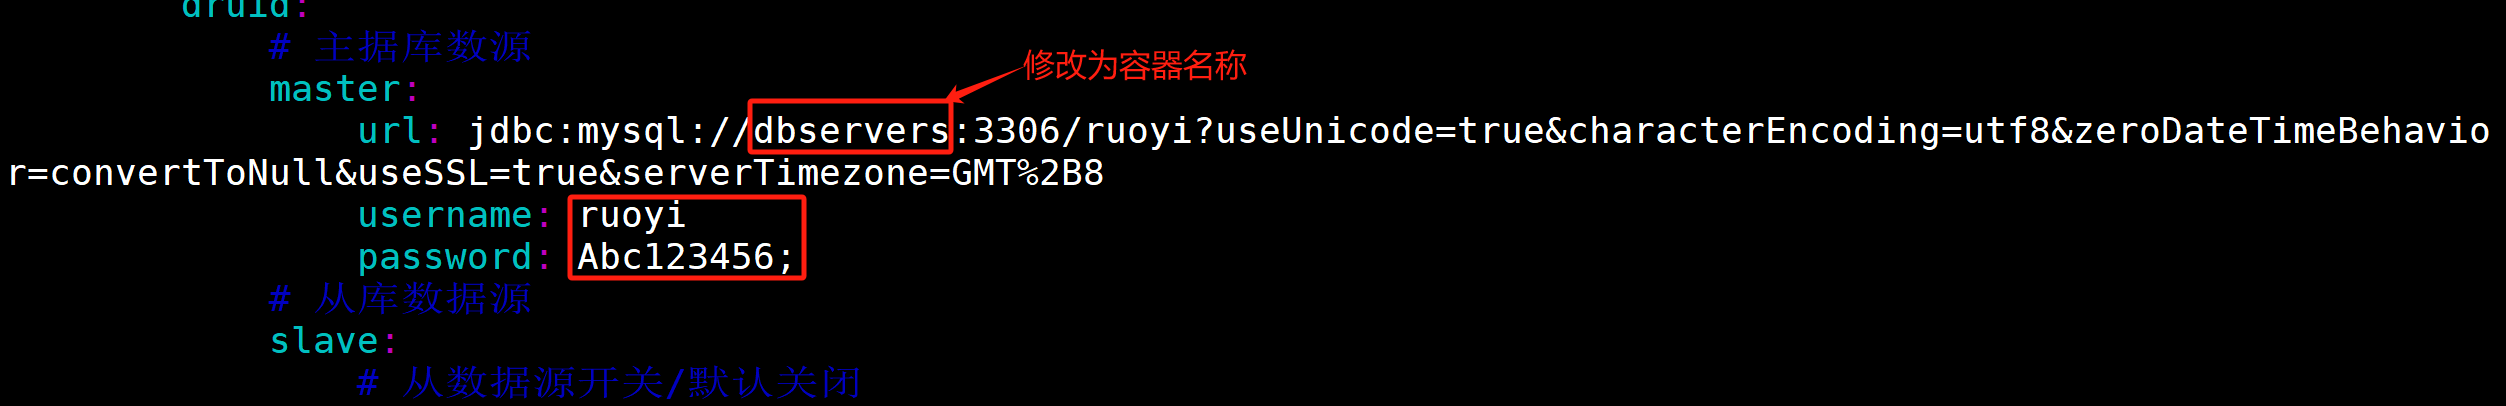 druid:
# 主据库数源
修改为容器名称
master:
url: jdbc:mysql://dbservers:3306/ruoyi?useUnicode=true&characterEncoding=utf8&zeroDateTimeBehavio
r=convertToNull&useSSL=true&serverTimezone=GMT%2B8
username: ruoyi
password: Abc123456;
# 从库数据源
slave:
# 从数据源开关/默认关闭